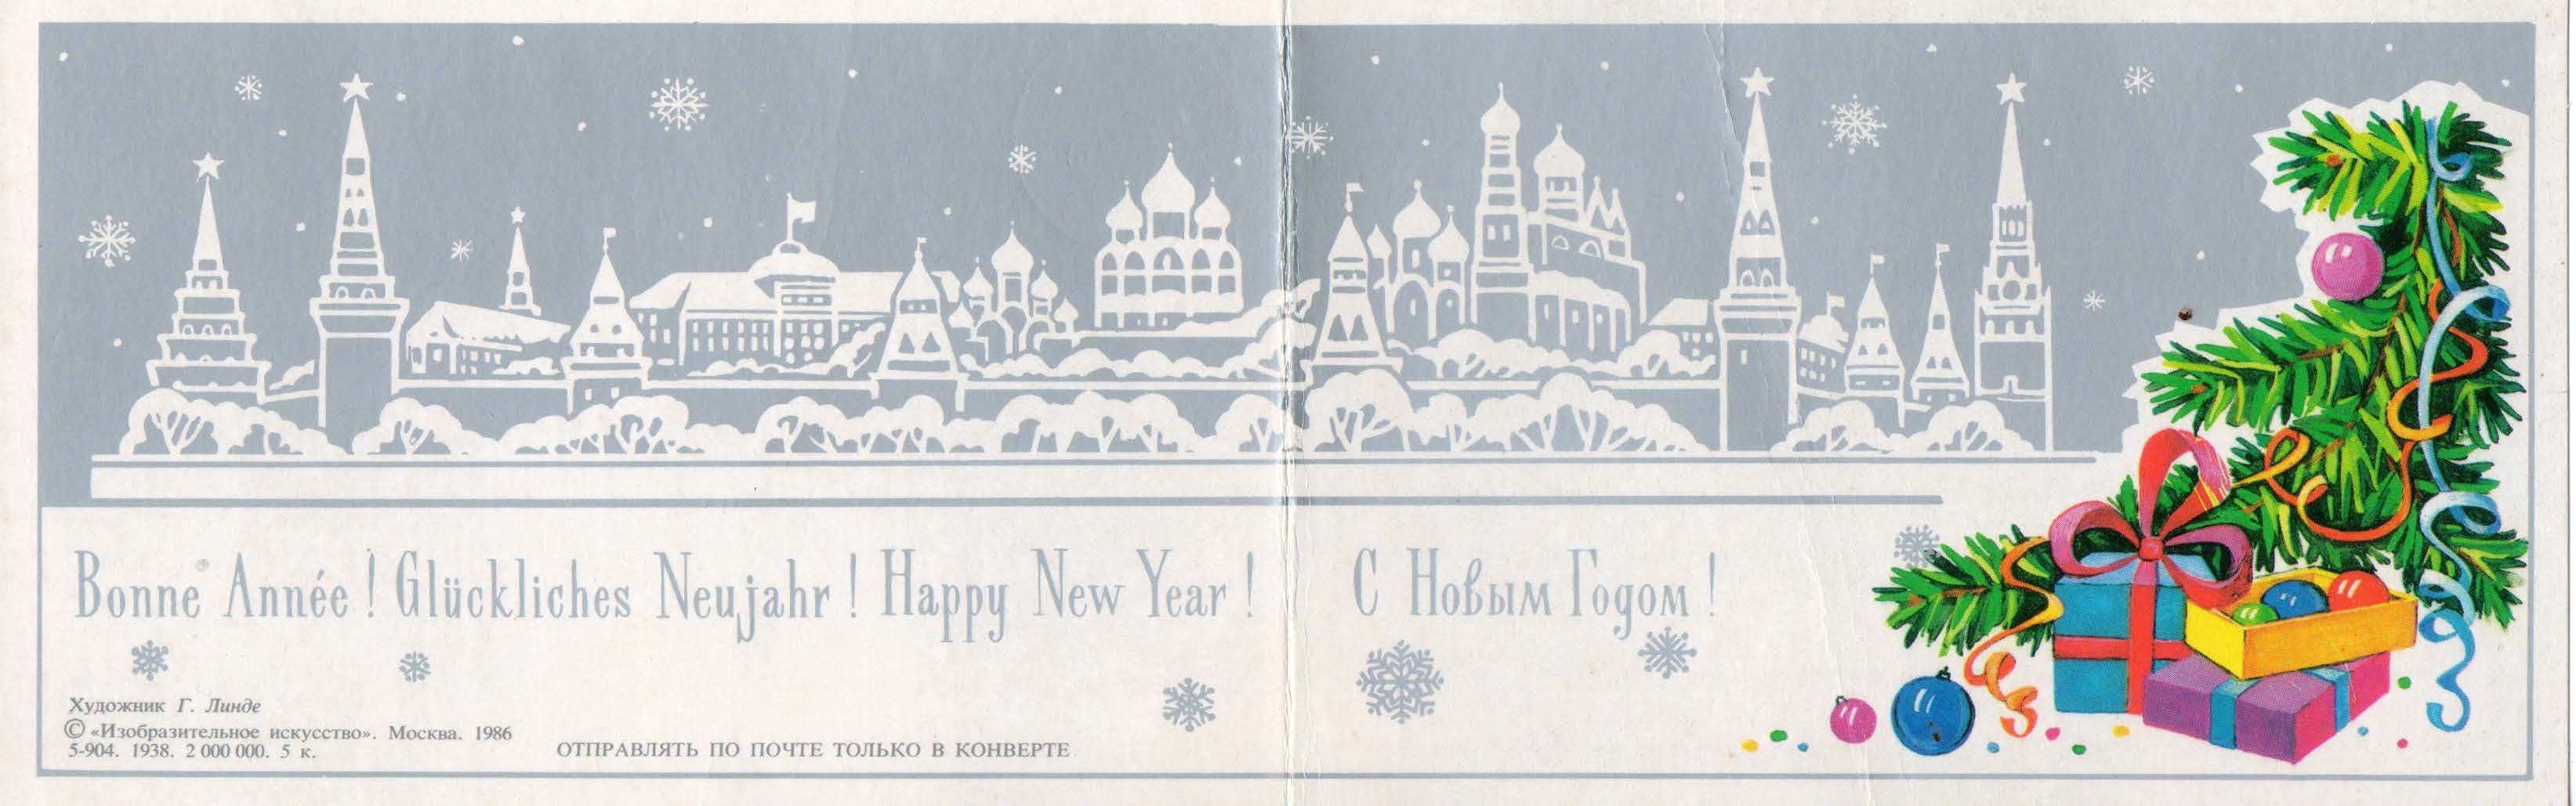 Bonne Année! Glückliches Neujahr! Happy New Year! С Новым Годом!
Художник Г. Линде
© «Изобразительное искусство». Москва. 1986
5-904. 1938. 2 000 000. 5 к.
ОТПРАВЛЯТЬ ПО ПОЧТЕ ТОЛЬКО В КОНВЕРТЕ